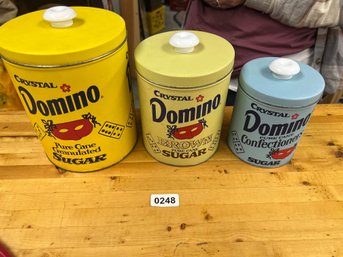 CRYSTAL
Domino
Pure Cane
Granulated
SUGAR
CRYSTAL
Domino
BROWN
SUGAR
CRYSTAL
Domino
Confectioners
SUGAR
0248